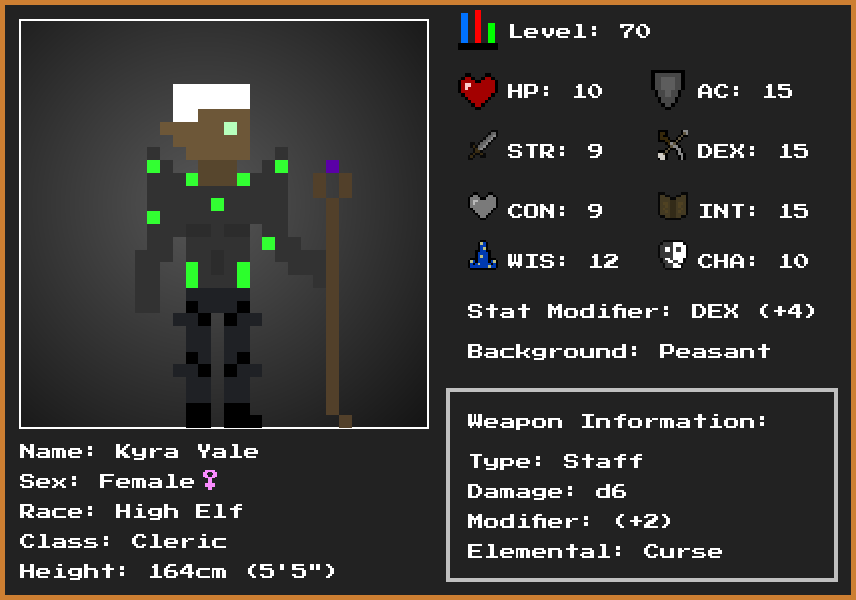 Level: 70
HP: 10 AC: 15
STR: 9 DEX: 15
CON: 9 INT: 15
WIS: 12 CHA: 10
Stat Modifier: DEX (+4)
Background: Peasant
Weapon Information:
Type: Staff
Damage: d6
Modifier: (+2)
Elemental: Curse
Name: Kyra Yale
Sex: Female♀
Race: High Elf
Class: Cleric
Height: 164cm (5'5")